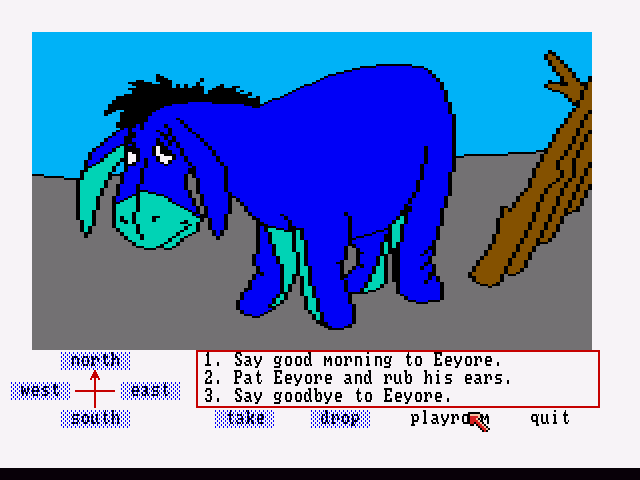 north
west east
south
1. Say good morning to Eeyore.
2. Pat Eeyore and rub his ears.
3. Say goodbye to Eeyore.
take drop playroom quit